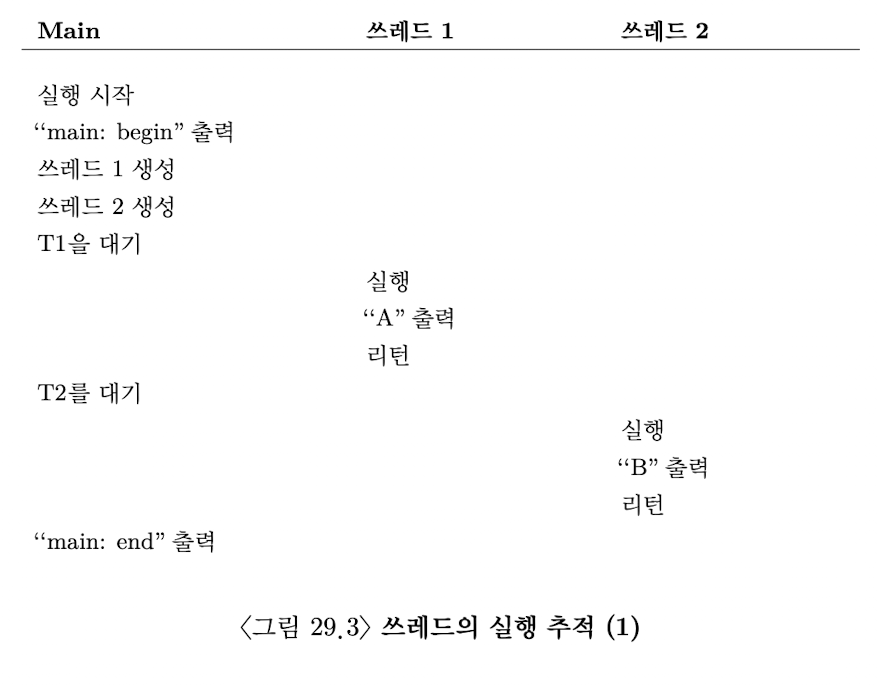 Main 쓰레드 1 쓰레드 2
실행 시작
“main: begin” 출력
쓰레드 1 생성
쓰레드 2 생성
T1을 대기
실행
“A” 출력
리턴
T2를 대기
실행
“B” 출력
리턴
“main: end” 출력
〈그림 29.3〉 쓰레드의 실행 추적 (1)